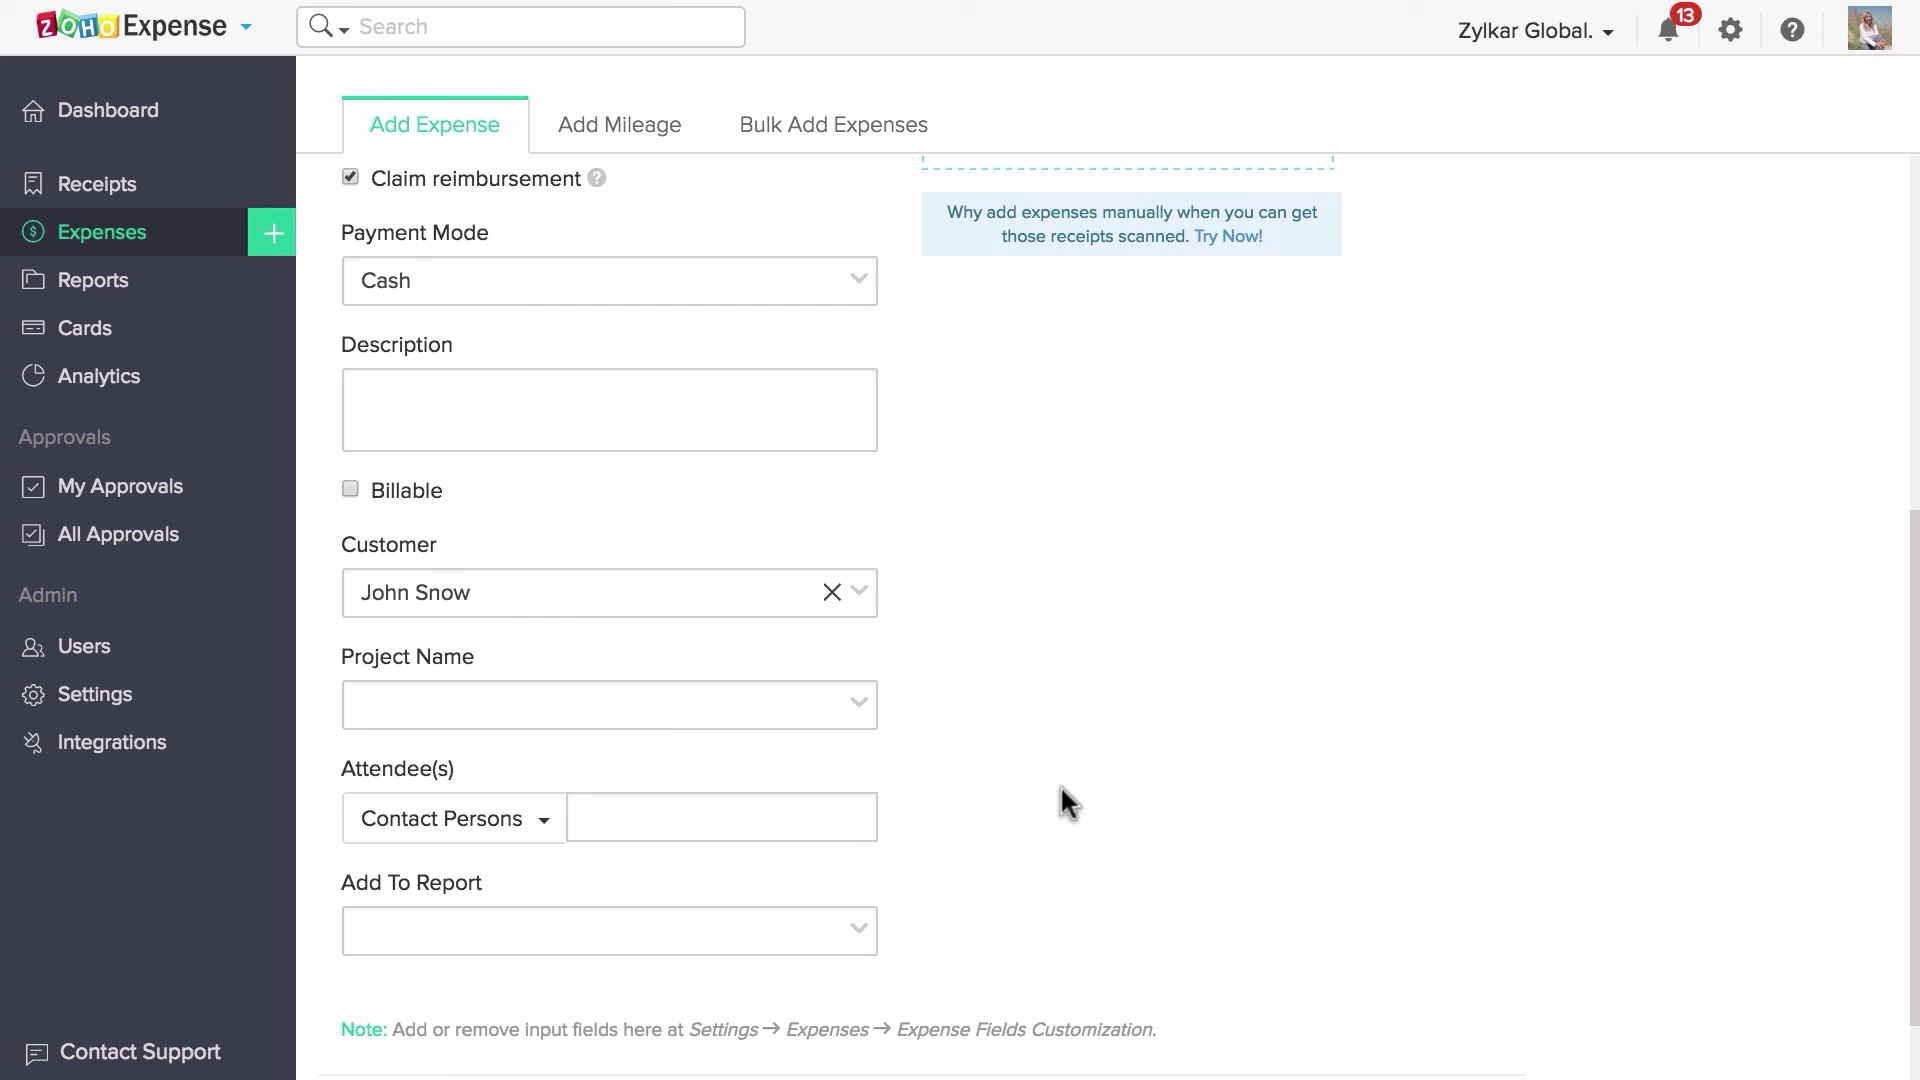 ZOHO Expense
Search
Zylkar Global.
13
Dashboard
Receipts
Expenses
Reports
Cards
Analytics
Approvals
My Approvals
All Approvals
Admin
Users
Settings
Integrations
Contact Support
Add Expense
Add Mileage
Bulk Add Expenses
Claim reimbursement
Why add expenses manually when you can get
those receipts scanned. Try Now!
Payment Mode
Cash
Description
Billable
Customer
John Snow
Project Name
Attendee(s)
Contact Persons
Add To Report
Note: Add or remove input fields here at Settings → Expenses → Expense Fields Customization.